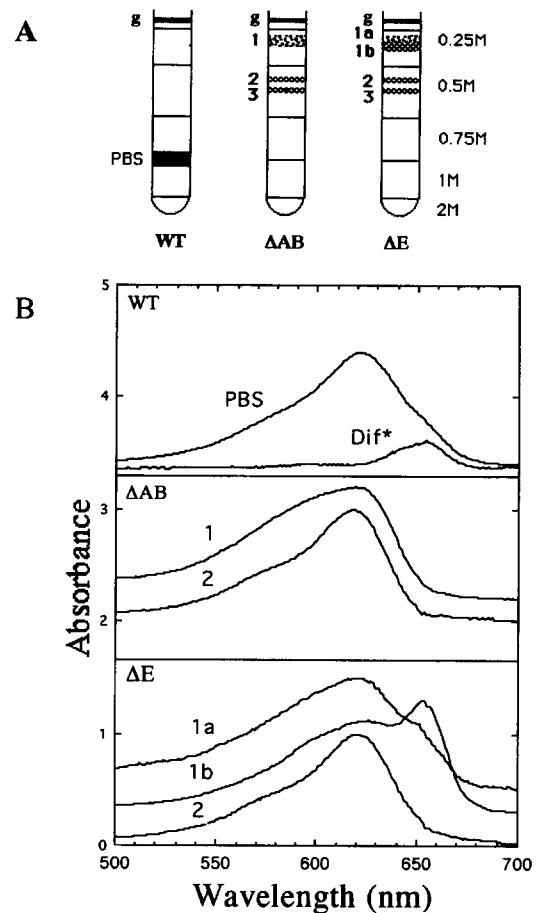 A
g
PBS
WT
g
1
2
3
ΔAB
g
1a
1b
2
3
ΔE
0.25M
0.5M
0.75M
1M
2M
B
WT
PBS
Dif*
ΔAB
1
2
ΔE
1a
1b
2
5
4
3
2
1
0
Absorbance
500 550 600 650 700
Wavelength (nm)